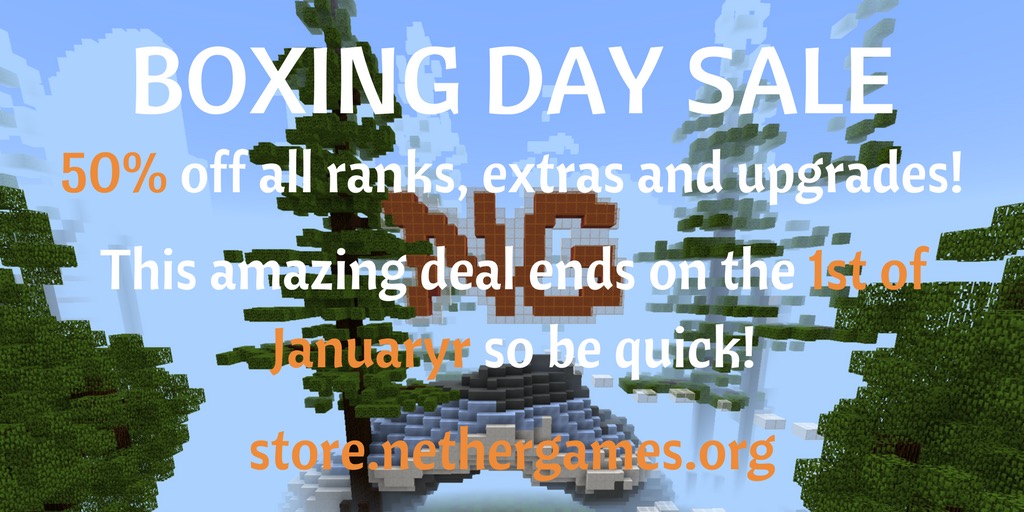 BOXING DAY SALE
50% off all ranks, extras and upgrades!
NG
This amazing deal ends on the 1st of
Januaryr so be quick!
store.nethergames.org